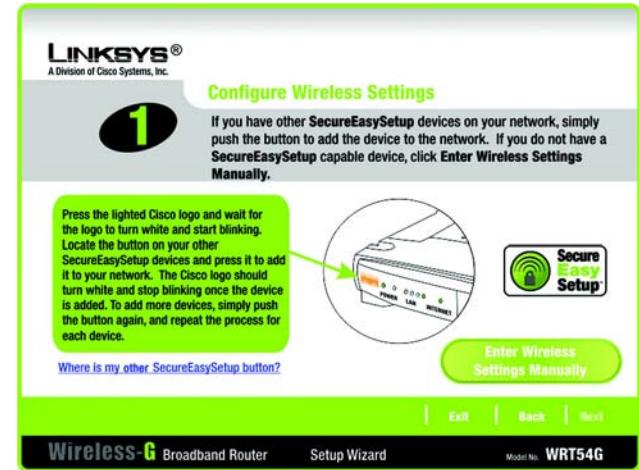 LINKSYS®
A Division of Cisco Systems, Inc.
1
Configure Wireless Settings
If you have other SecureEasySetup devices on your network, simply
push the button to add the device to the network. If you do not have a
SecureEasySetup capable device, click Enter Wireless Settings
Manually.
Press the lighted Cisco logo and wait for
the logo to turn white and start blinking.
Locate the button on your other
SecureEasySetup devices and press it to add
it to your network. The Cisco logo should
turn white and stop blinking once the device
is added. To add more devices, simply push
the button again, and repeat the process for
each device.
Where is my other SecureEasySetup button?
POWER LAN INTERNET
Secure
Easy
Setup™
Enter Wireless
Settings Manually
Exit Back Next
Wireless-G Broadband Router Setup Wizard Model No. WRT54G